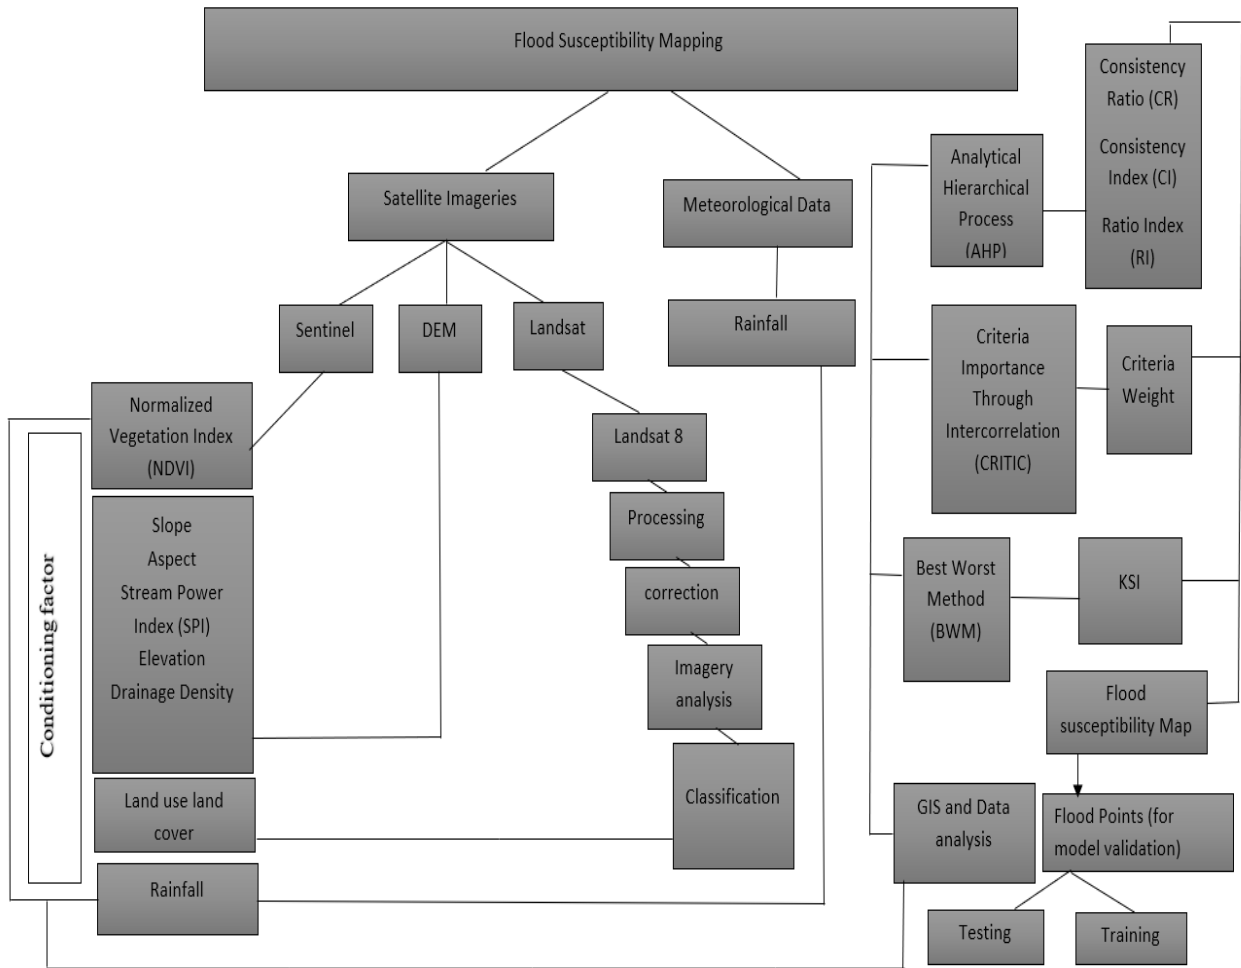 Flood Susceptibility Mapping
Satellite Imageries
Meteorological Data
Sentinel
DEM
Landsat
Rainfall
Normalized
Vegetation Index
(NDVI)
Slope
Aspect
Stream Power
Index (SPI)
Elevation
Drainage Density
Land use land
cover
Rainfall
Conditioning factor
Landsat 8
Processing
correction
Imagery
analysis
Classification
Analytical
Hierarchical
Process
(AHP)
Consistency
Ratio (CR)
Consistency
Index (CI)
Ratio Index
(RI)
Criteria
Importance
Through
Intercorrelation
(CRITIC)
Criteria
Weight
Best Worst
Method
(BWM)
KSI
Flood
susceptibility Map
GIS and Data
analysis
Flood Points (for
model validation)
Testing
Training